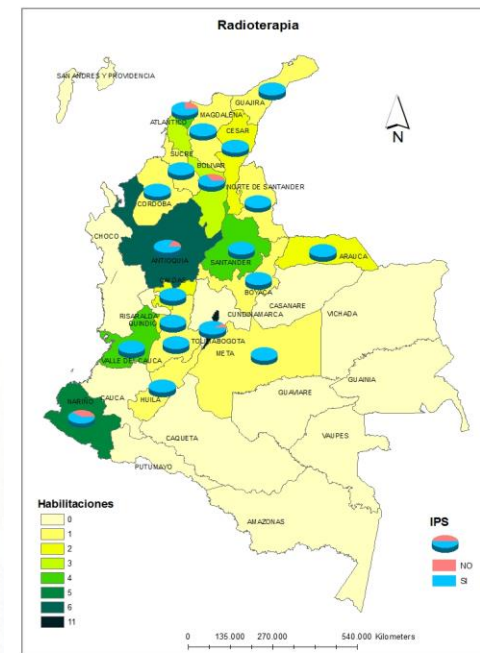 Radioterapia
SAN ANDRES Y PROVIDENCIA
GUAJIRA
ATLANTICO
MAGDALENA
CESAR
N
SUCRE
BOLIVAR
NORTE DE SANTANDER
CORDOBA
CHOCO
ANTIOQUIA
SANTANDER
ARAUCA
BOYACA
CASANARE
RISARALDA
CUNDINAMARCA
VICHADA
QUINDIO
TOLIMA
BOGOTA
VALLE DEL CAUCA
META
GUAINIA
CAUCA
HUILA
GUAVIARE
NARIÑO
VAUPES
CAQUETA
PUTUMAYO
AMAZONAS
Habilitaciones
0
1
2
3
4
5
6
11
IPS
NO
SI
0 135.000 270.000 540.000 Kilometers